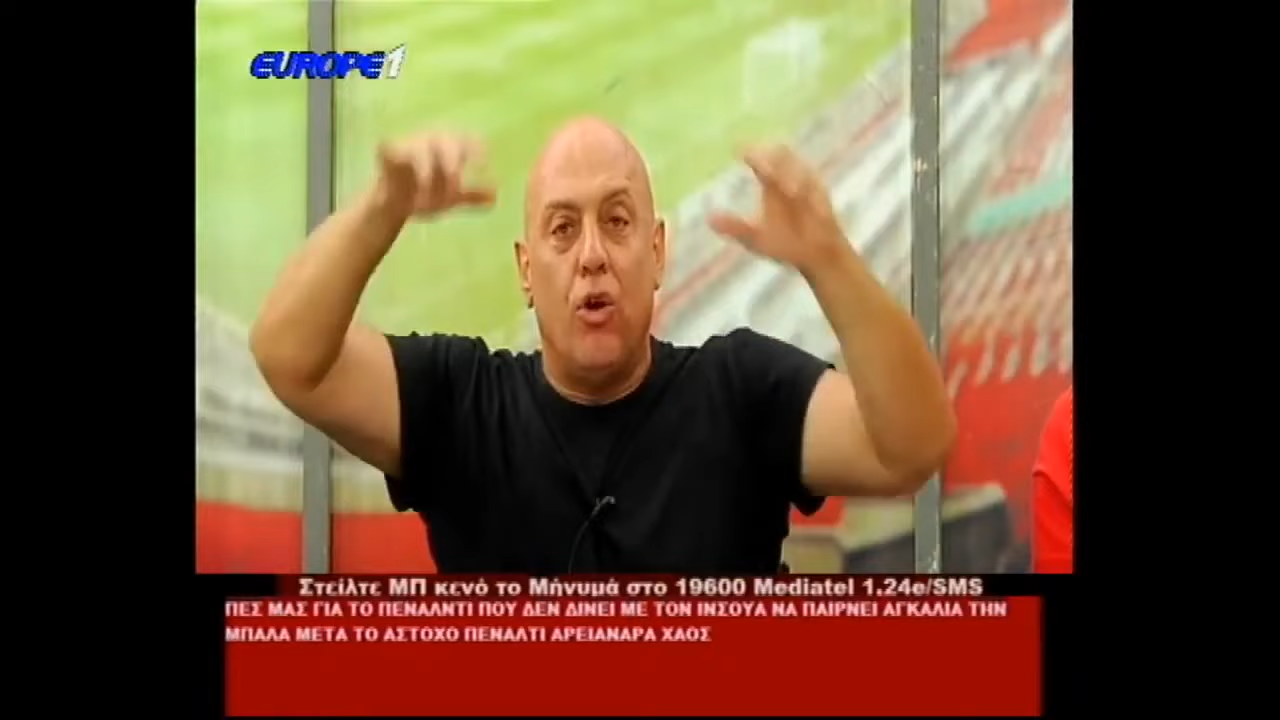 EUROPE1
Στείλτε ΜΠ κενό το Μήνυμά στο 19600 Mediatel 1.24e/SMS
ΠΕΣ ΜΑΣ ΓΙΑ ΤΟ ΠΕΝΑΛΝΤΙ ΠΟΥ ΔΕΝ ΔΙΝΕΙ ΜΕ ΤΟΝ ΙΝΣΟΥΑ ΝΑ ΠΑΙΡΝΕΙ ΑΓΚΑΛΙΑ ΤΗΝ
ΜΠΑΛΑ ΜΕΤΑ ΤΟ ΑΣΤΟΧΟ ΠΕΝΑΛΤΙ ΑΡΕΙΑΝΑΡΑ ΧΑΟΣ